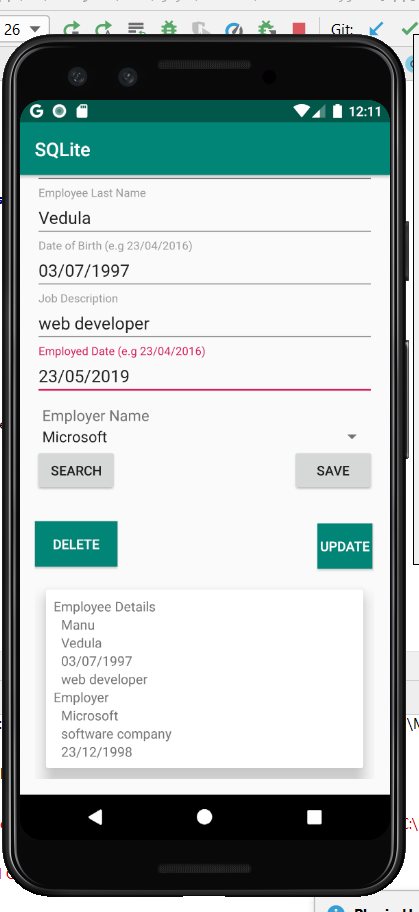 26 Git:
12:11
SQLite
Employee Last Name
Vedula
Date of Birth (e.g 23/04/2016)
03/07/1997
Job Description
web developer
Employed Date (e.g 23/04/2016)
23/05/2019
Employer Name
Microsoft
SEARCH SAVE
DELETE UPDATE
Employee Details
Manu
Vedula
03/07/1997
web developer
Employer
Microsoft
software company
23/12/1998